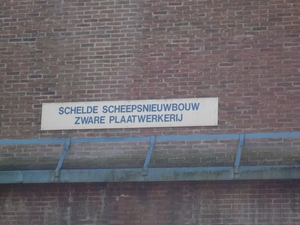 SCHELDE SCHEEPSNIEUWBOUW
ZWARE PLAATWERKERIJ